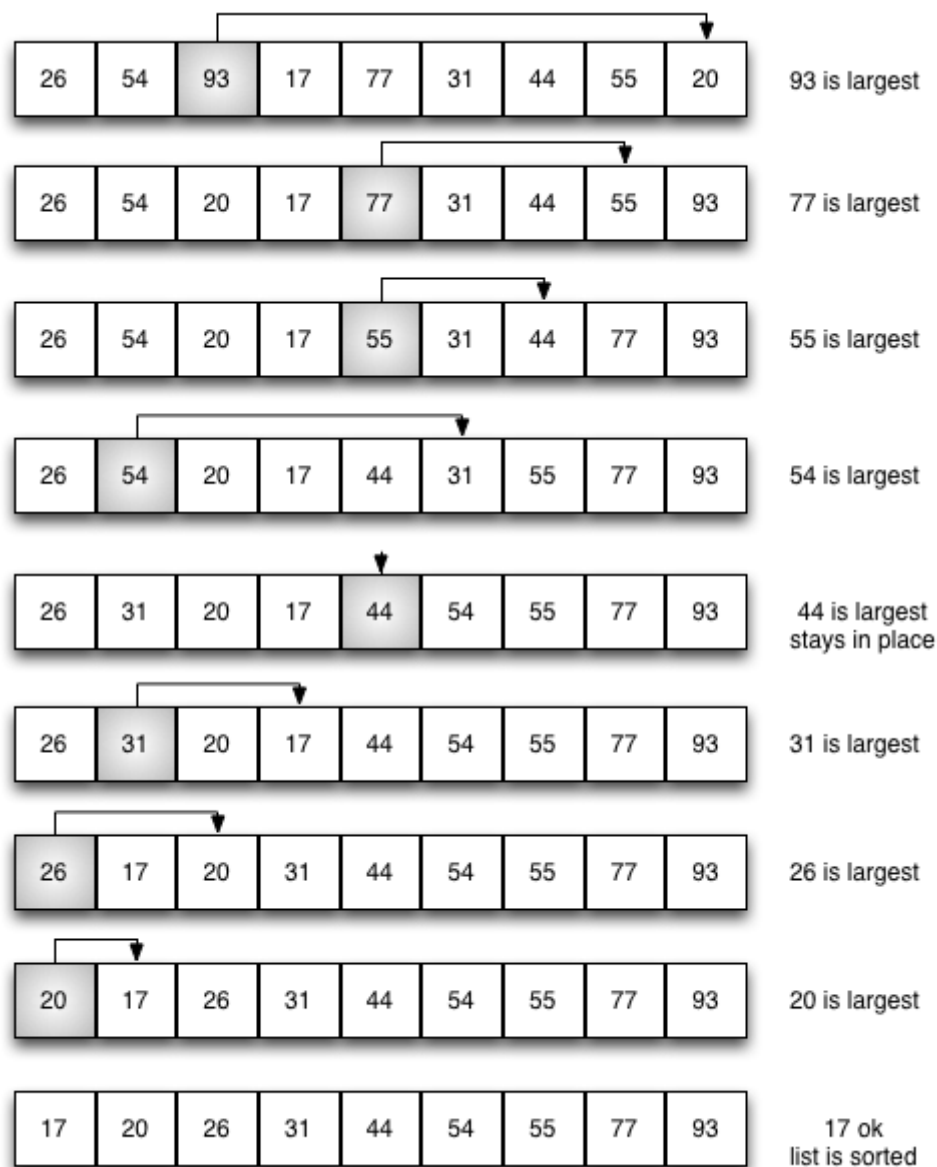 26 54 93 17 77 31 44 55 20 93 is largest
26 54 20 17 77 31 44 55 93 77 is largest
26 54 20 17 55 31 44 77 93 55 is largest
26 54 20 17 44 31 55 77 93 54 is largest
26 31 20 17 44 54 55 77 93 44 is largest
stays in place
26 31 20 17 44 54 55 77 93 31 is largest
26 17 20 31 44 54 55 77 93 26 is largest
20 17 26 31 44 54 55 77 93 20 is largest
17 20 26 31 44 54 55 77 93 17 ok
list is sorted